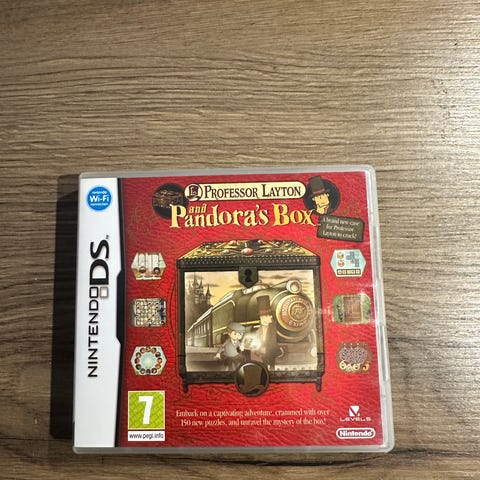 Nintendo
Wi-Fi
CONNECTION
NINTENDO DS™
PROFESSOR LAYTON
and
Pandora's Box
A brand new case
for Professor
Layton to crack!
7
www.pegi.info
Embark on a captivating adventure, crammed with over
150 new puzzles, and unravel the mystery of the box!
LEVEL5
Nintendo